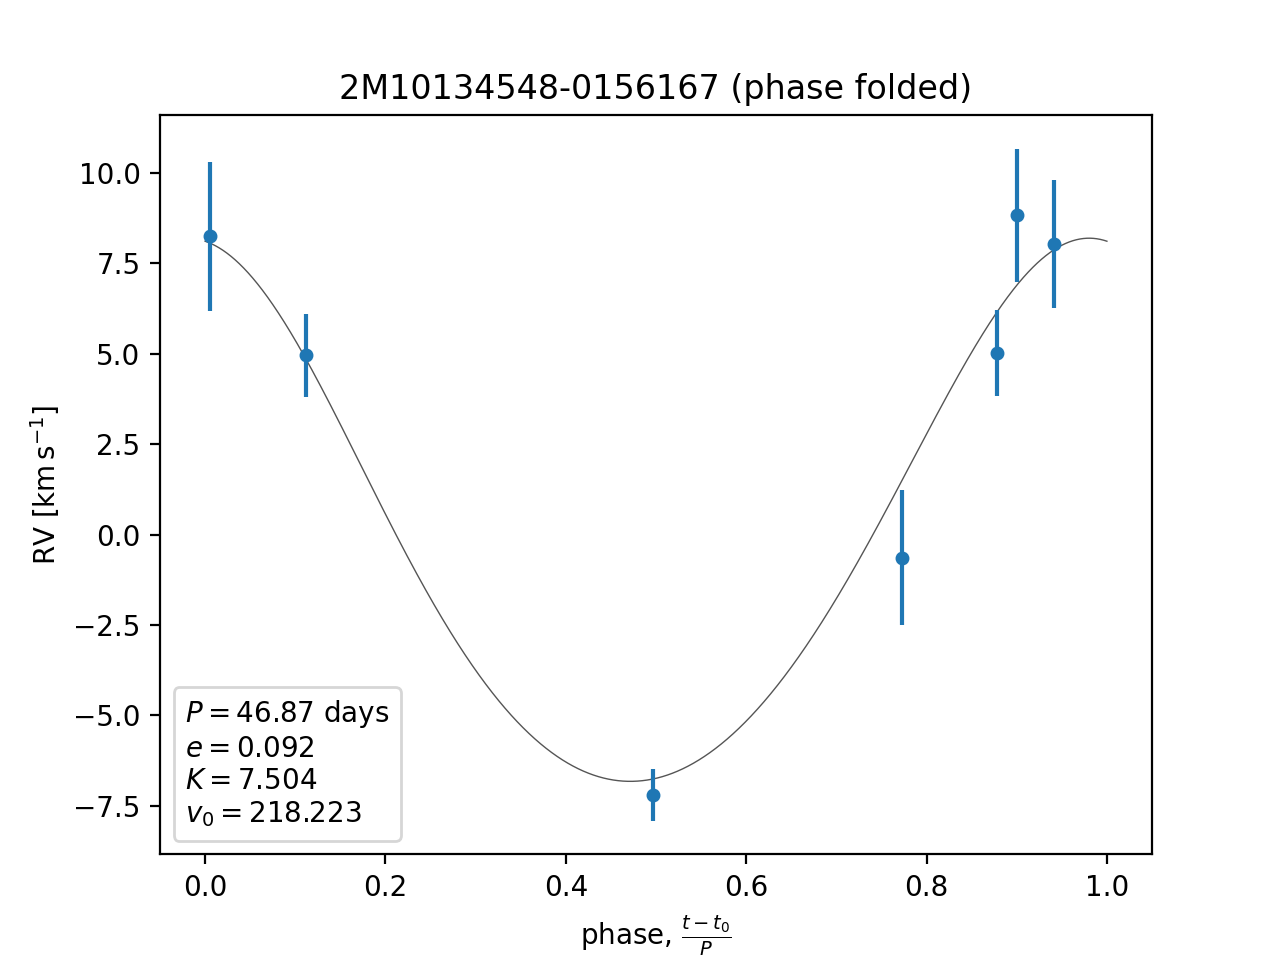 2M10134548-0156167 (phase folded)
10.0
7.5
5.0
2.5
0.0
−2.5
−5.0
−7.5
RV [km s⁻¹]
P = 46.87 days
e = 0.092
K = 7.504
v₀ = 218.223
0.0 0.2 0.4 0.6 0.8 1.0
phase, (t − t₀)/P